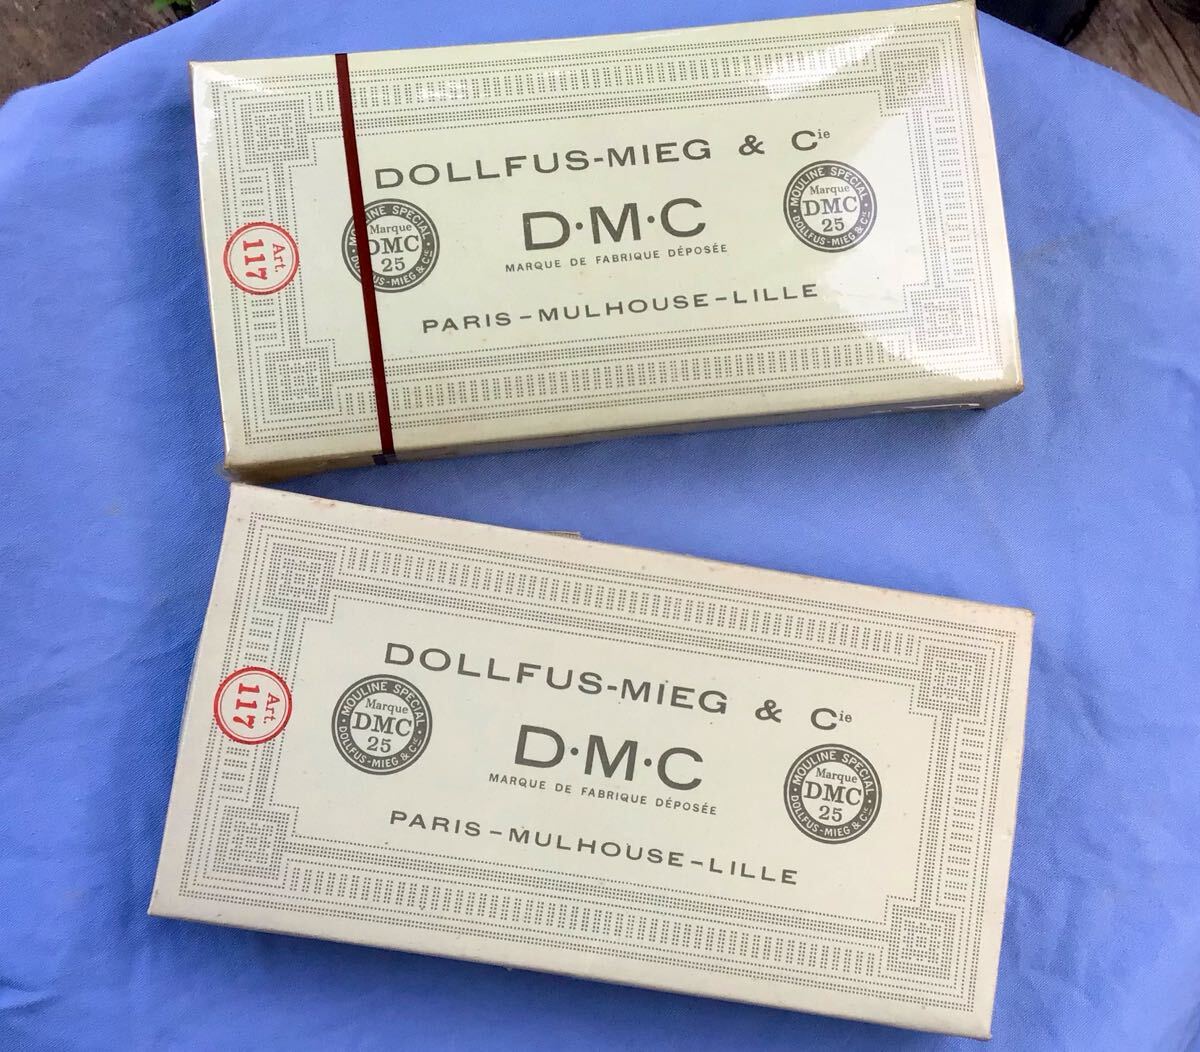 DOLLFUS-MIEG & Cie
D·M·C
MARQUE DE FABRIQUE DÉPOSÉE
PARIS–MULHOUSE–LILLE
Art.
117
MOULINE SPECIAL
Marque
DMC
25
DOLLFUS-MIEG & Cie
MOULINE SPECIAL
Marque
DMC
25
DOLLFUS-MIEG & Cie
DOLLFUS-MIEG & Cie
D·M·C
MARQUE DE FABRIQUE DÉPOSÉE
PARIS–MULHOUSE–LILLE
Art.
117
MOULINE SPECIAL
Marque
DMC
25
DOLLFUS-MIEG & Cie
MOULINE SPECIAL
Marque
DMC
25
DOLLFUS-MIEG & Cie